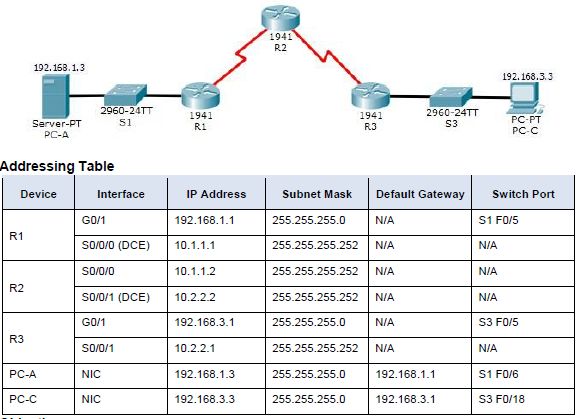 1941
R2
192.168.1.3
192.168.3.3
2960-24TT
S1
1941
R1
1941
R3
2960-24TT
S3
Server-PT
PC-A
PC-PT
PC-C
Addressing Table
Device Interface IP Address Subnet Mask Default Gateway Switch Port
R1 G0/1 192.168.1.1 255.255.255.0 N/A S1 F0/5
S0/0/0 (DCE) 10.1.1.1 255.255.255.252 N/A N/A
R2 S0/0/0 10.1.1.2 255.255.255.252 N/A N/A
S0/0/1 (DCE) 10.2.2.2 255.255.255.252 N/A N/A
R3 G0/1 192.168.3.1 255.255.255.0 N/A S3 F0/5
S0/0/1 10.2.2.1 255.255.255.252 N/A N/A
PC-A NIC 192.168.1.3 255.255.255.0 192.168.1.1 S1 F0/6
PC-C NIC 192.168.3.3 255.255.255.0 192.168.3.1 S3 F0/18